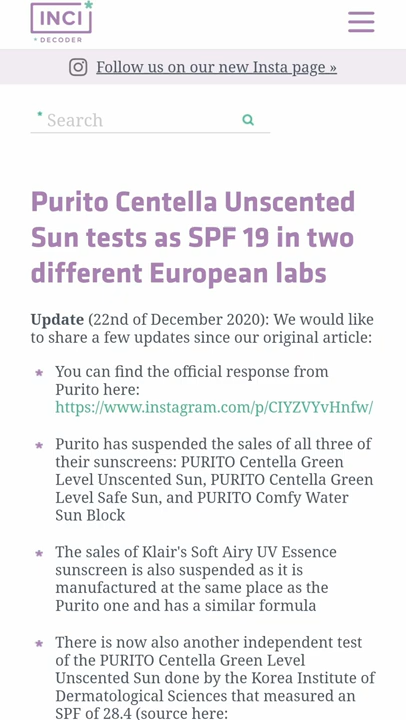 INCI
DECODER
Follow us on our new Insta page »
Search
Purito Centella Unscented
Sun tests as SPF 19 in two
different European labs
Update (22nd of December 2020): We would like
to share a few updates since our original article:
You can find the official response from
Purito here:
https://www.instagram.com/p/CIYZVYvHnfw/
Purito has suspended the sales of all three of
their sunscreens: PURITO Centella Green
Level Unscented Sun, PURITO Centella Green
Level Safe Sun, and PURITO Comfy Water
Sun Block
The sales of Klair's Soft Airy UV Essence
sunscreen is also suspended as it is
manufactured at the same place as the
Purito one and has a similar formula
There is now also another independent test
of the PURITO Centella Green Level
Unscented Sun done by the Korea Institute of
Dermatological Sciences that measured an
SPF of 28.4 (source here: